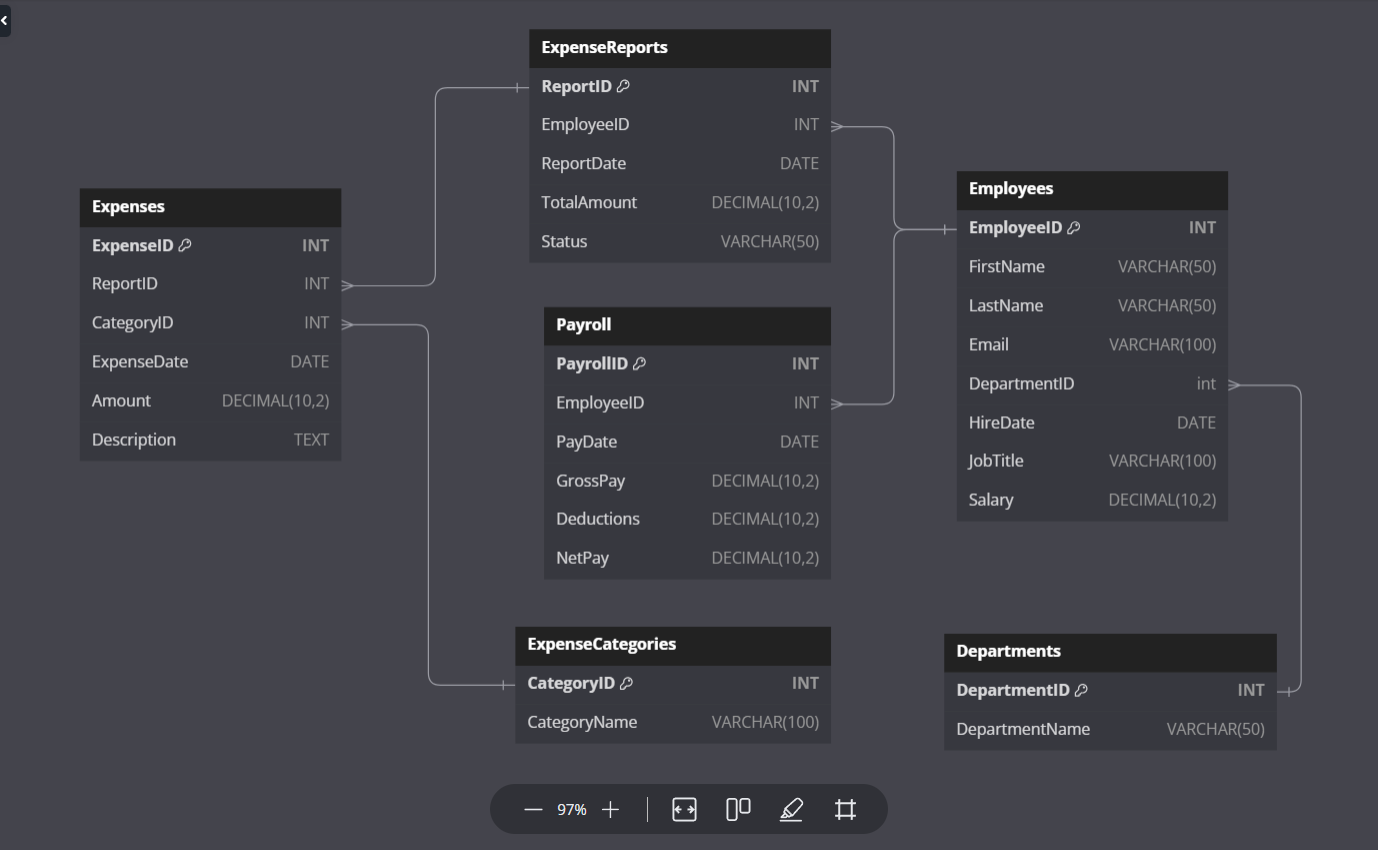 ExpenseReports
ReportID INT
EmployeeID INT
ReportDate DATE
TotalAmount DECIMAL(10,2)
Status VARCHAR(50)
Employees
EmployeeID INT
FirstName VARCHAR(50)
LastName VARCHAR(50)
Email VARCHAR(100)
DepartmentID int
HireDate DATE
JobTitle VARCHAR(100)
Salary DECIMAL(10,2)
Expenses
ExpenseID INT
ReportID INT
CategoryID INT
ExpenseDate DATE
Amount DECIMAL(10,2)
Description TEXT
Payroll
PayrollID INT
EmployeeID INT
PayDate DATE
GrossPay DECIMAL(10,2)
Deductions DECIMAL(10,2)
NetPay DECIMAL(10,2)
ExpenseCategories
CategoryID INT
CategoryName VARCHAR(100)
Departments
DepartmentID INT
DepartmentName VARCHAR(50)
97%